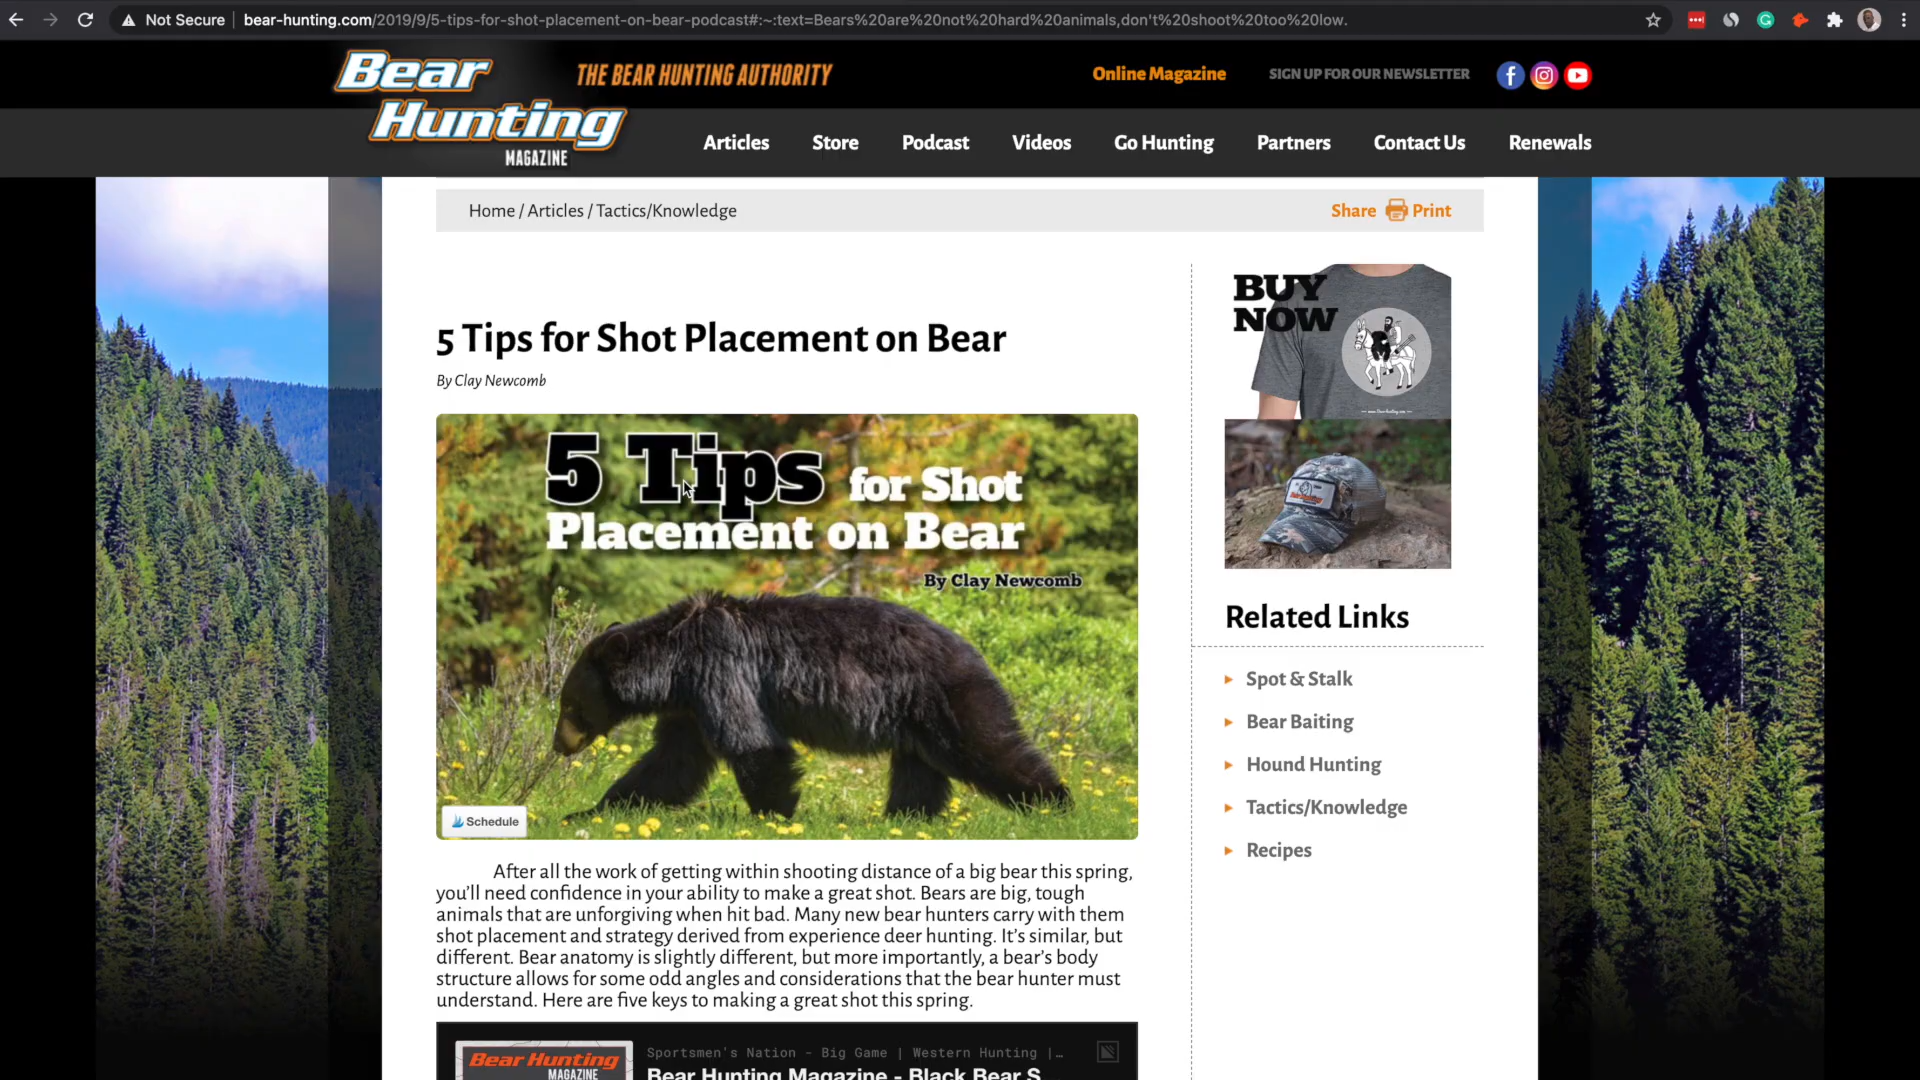 Not Secure bear-hunting.com/2019/9/5-tips-for-shot-placement-on-bear-podcast#:~:text=Bears%20are%20not%20hard%20animals,don't%20shoot%20too%20low.
Bear
Hunting
MAGAZINE
THE BEAR HUNTING AUTHORITY
Online Magazine
SIGN UP FOR OUR NEWSLETTER
Articles Store Podcast Videos Go Hunting Partners Contact Us Renewals
Home / Articles / Tactics/Knowledge
Share Print
5 Tips for Shot Placement on Bear
By Clay Newcomb
5 Tips for Shot
Placement on Bear
By Clay Newcomb
Schedule
After all the work of getting within shooting distance of a big bear this spring,
you'll need confidence in your ability to make a great shot. Bears are big, tough
animals that are unforgiving when hit bad. Many new bear hunters carry with them
shot placement and strategy derived from experience deer hunting. It's similar, but
different. Bear anatomy is slightly different, but more importantly, a bear's body
structure allows for some odd angles and considerations that the bear hunter must
understand. Here are five keys to making a great shot this spring.
Bear Hunting
MAGAZINE
Sportsmen's Nation - Big Game | Western Hunting |...
Bear Hunting Magazine - Black Bear S...
BUY
NOW
Related Links
Spot & Stalk
Bear Baiting
Hound Hunting
Tactics/Knowledge
Recipes